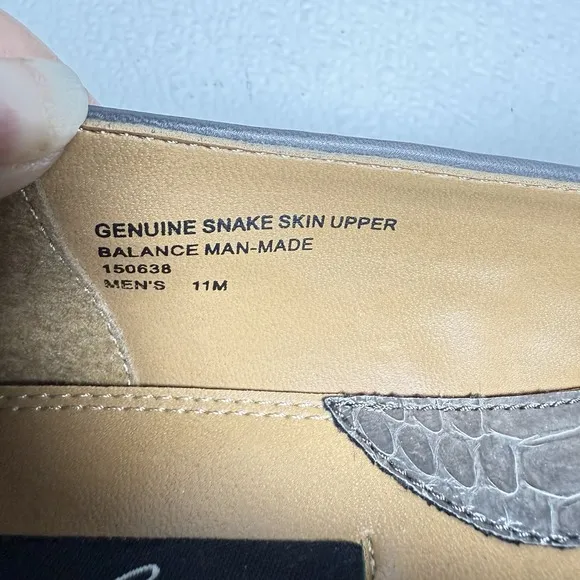 GENUINE SNAKE SKIN UPPER
BALANCE MAN-MADE
150638
MEN'S 11M